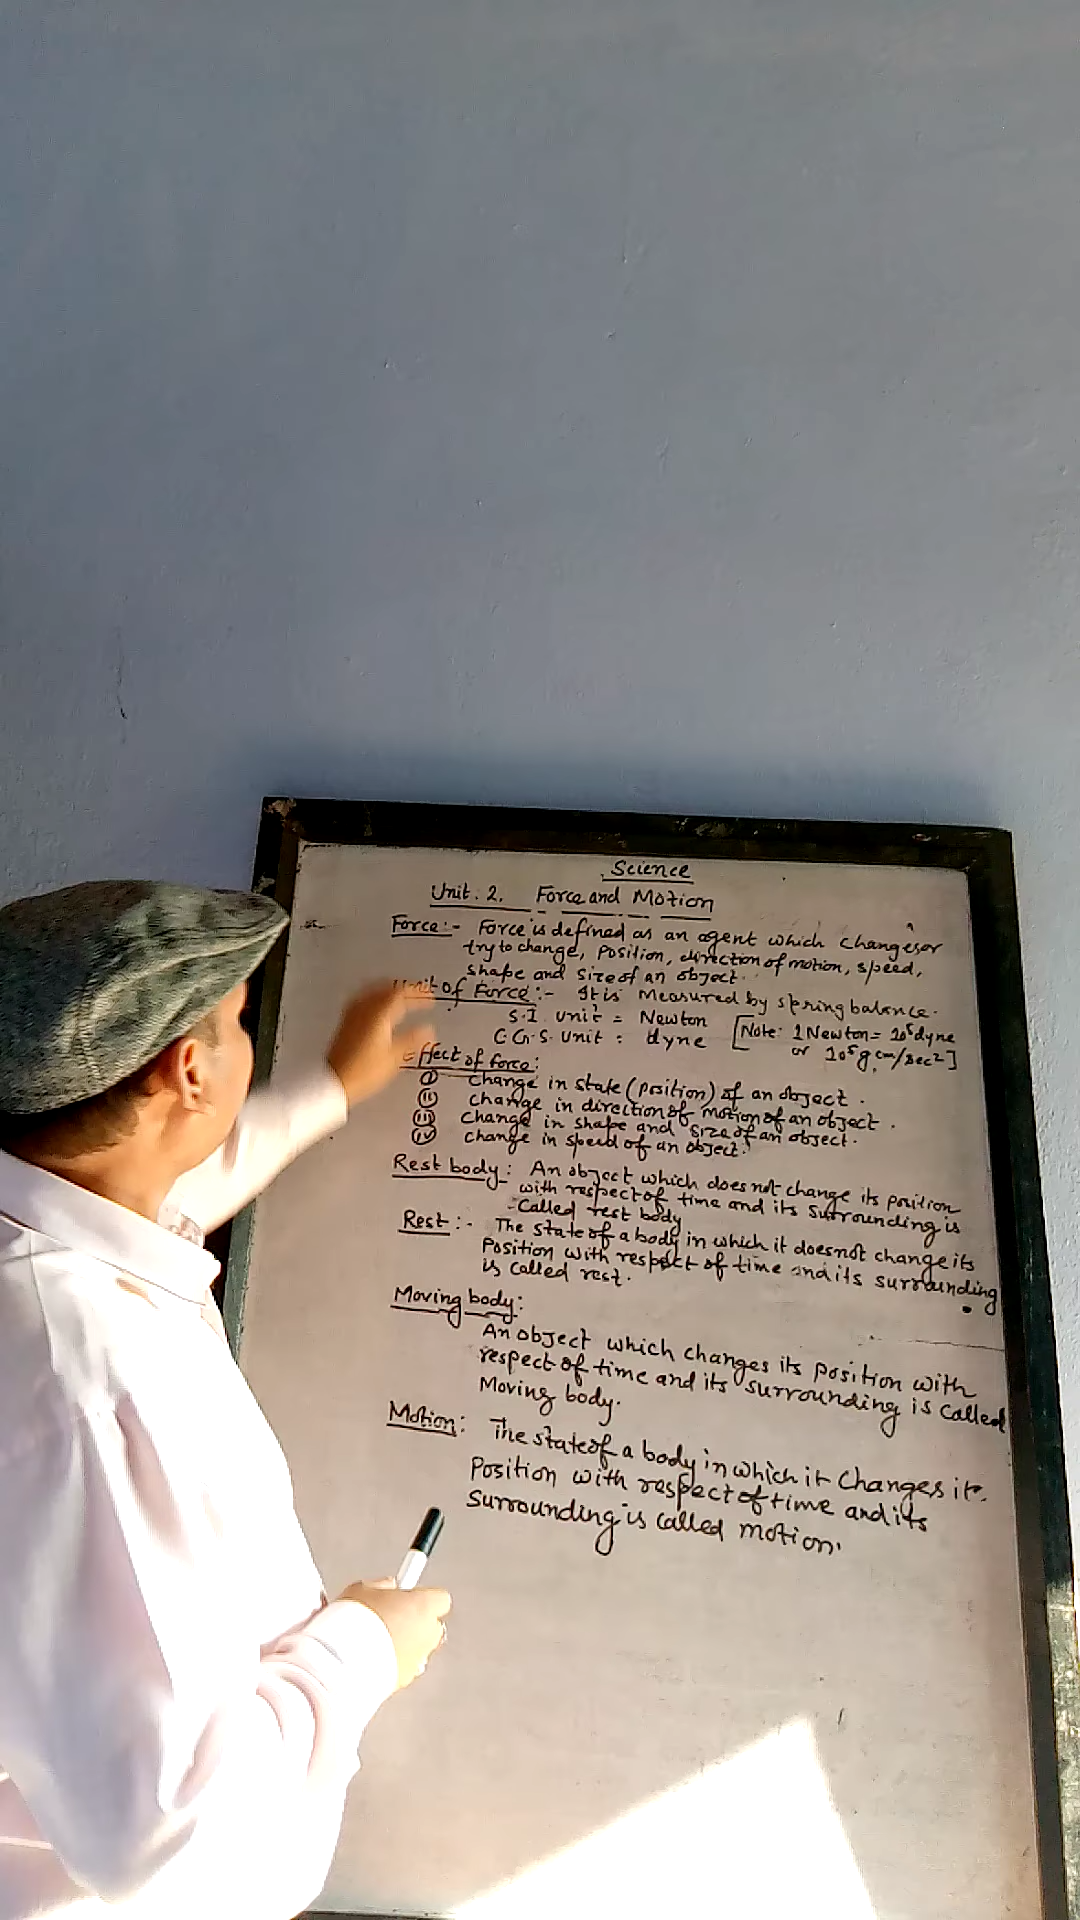 Science
Unit. 2. Force and Motion
Force:- Force is defined as an agent which changes or
try to change, position, direction of motion, speed,
shape and size of an object.
Unit of Force:- It is Measured by spring balance.
S.I. unit = Newton [Note: 1 Newton = 10⁵ dyne
C.G.S. unit = dyne or 10⁵ g.cm/sec²]
Effect of force:
(i) change in state (position) of an object.
(ii) change in direction of motion of an object.
(iii) change in shape and size of an object.
(iv) change in speed of an object.
Rest body: An object which does not change its position
with respect of time and its surrounding is
called rest body
Rest:- The state of a body in which it does not change its
Position with respect of time and its surrounding
is called rest.
Moving body:
An object which changes its position with
respect of time and its surrounding is called
Moving body.
Motion: The state of a body in which it changes it.
Position with respect of time and its
Surrounding is called motion.